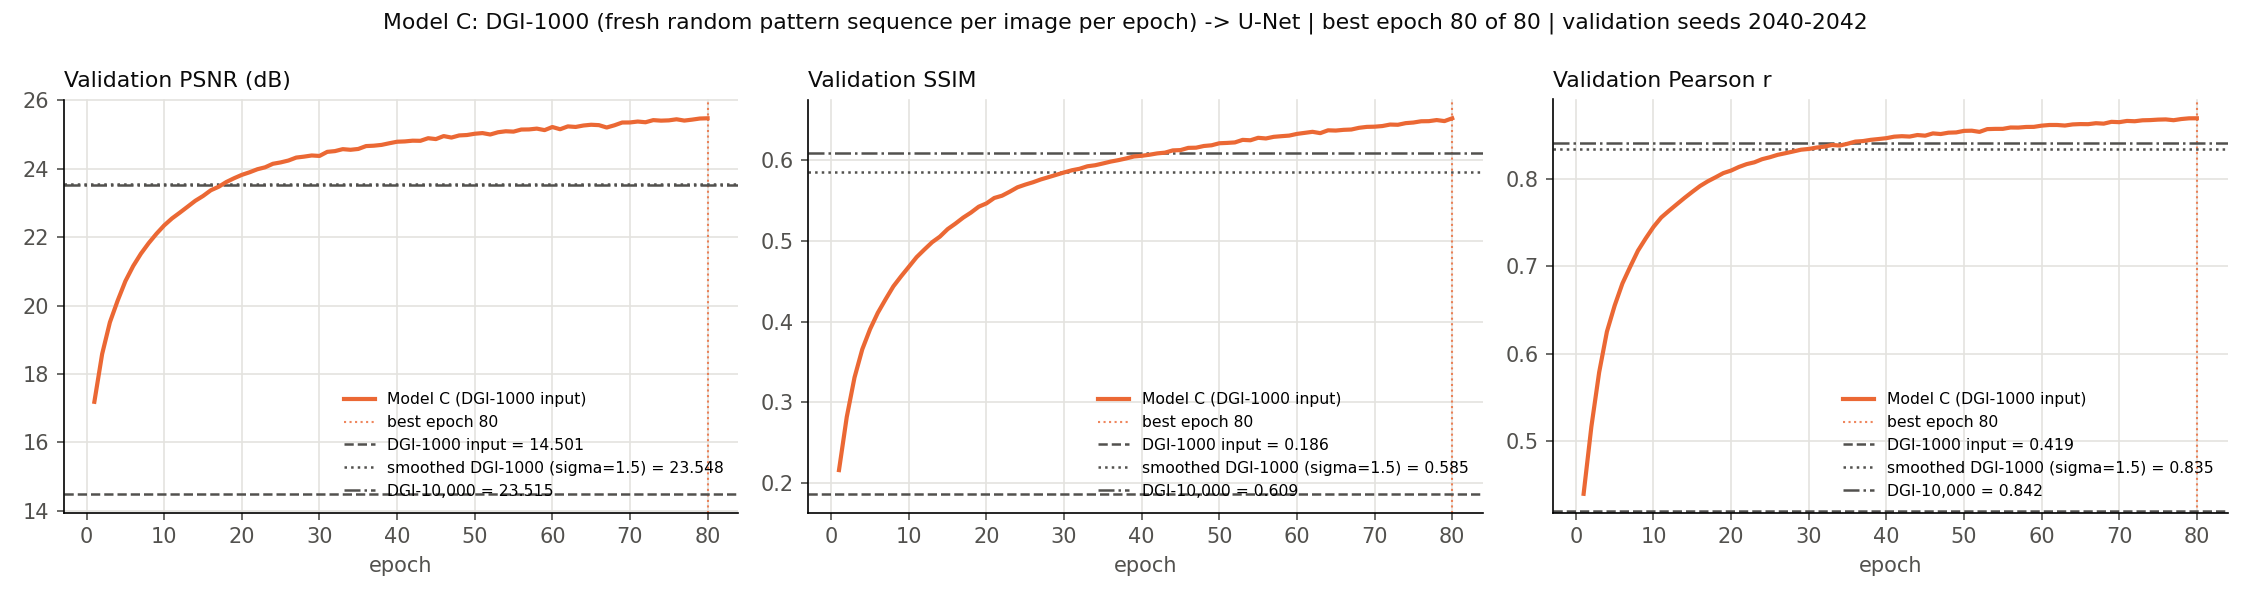 Model C: DGI-1000 (fresh random pattern sequence per image per epoch) -> U-Net | best epoch 80 of 80 | validation seeds 2040-2042
Validation PSNR (dB)
26
24
22
20
18
16
14
0 10 20 30 40 50 60 70 80
epoch
Model C (DGI-1000 input)
best epoch 80
DGI-1000 input = 14.501
smoothed DGI-1000 (sigma=1.5) = 23.548
DGI-10,000 = 23.515
Validation SSIM
0.6
0.5
0.4
0.3
0.2
0 10 20 30 40 50 60 70 80
epoch
Model C (DGI-1000 input)
best epoch 80
DGI-1000 input = 0.186
smoothed DGI-1000 (sigma=1.5) = 0.585
DGI-10,000 = 0.609
Validation Pearson r
0.8
0.7
0.6
0.5
0 10 20 30 40 50 60 70 80
epoch
Model C (DGI-1000 input)
best epoch 80
DGI-1000 input = 0.419
smoothed DGI-1000 (sigma=1.5) = 0.835
DGI-10,000 = 0.842